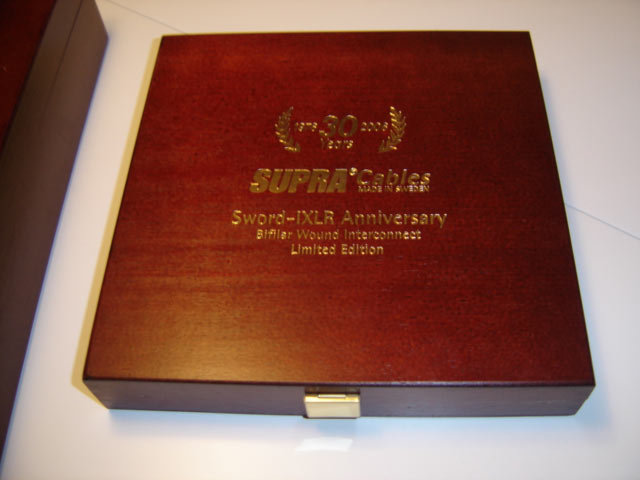 1976 30 2006
Years
SUPRA® Cables
MADE IN SWEDEN
Sword-IXLR Anniversary
Bifilar Wound Interconnect
Limited Edition